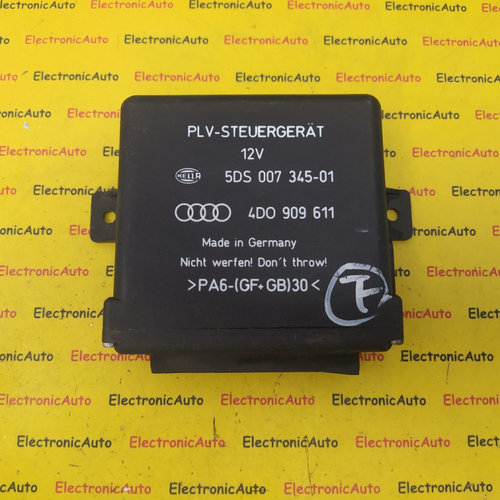 PLV-STEUERGERÄT
12V
HELLA 5DS 007 345-01
4D0 909 611
Made in Germany
Nicht werfen! Don't throw!
>PA6-(GF+GB)30<
ElectronicAuto